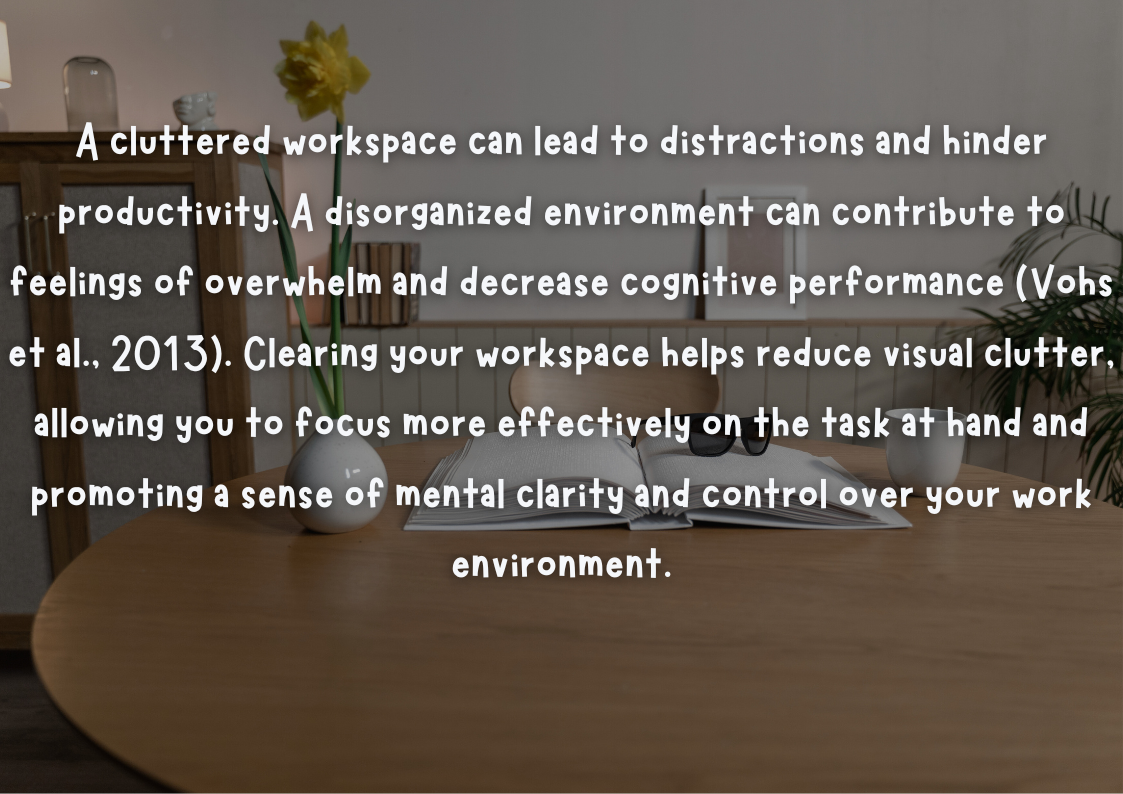 A cluttered workspace can lead to distractions and hinder
productivity. A disorganized environment can contribute to
feelings of overwhelm and decrease cognitive performance (Vohs
et al., 2013). Clearing your workspace helps reduce visual clutter,
allowing you to focus more effectively on the task at hand and
promoting a sense of mental clarity and control over your work
environment.